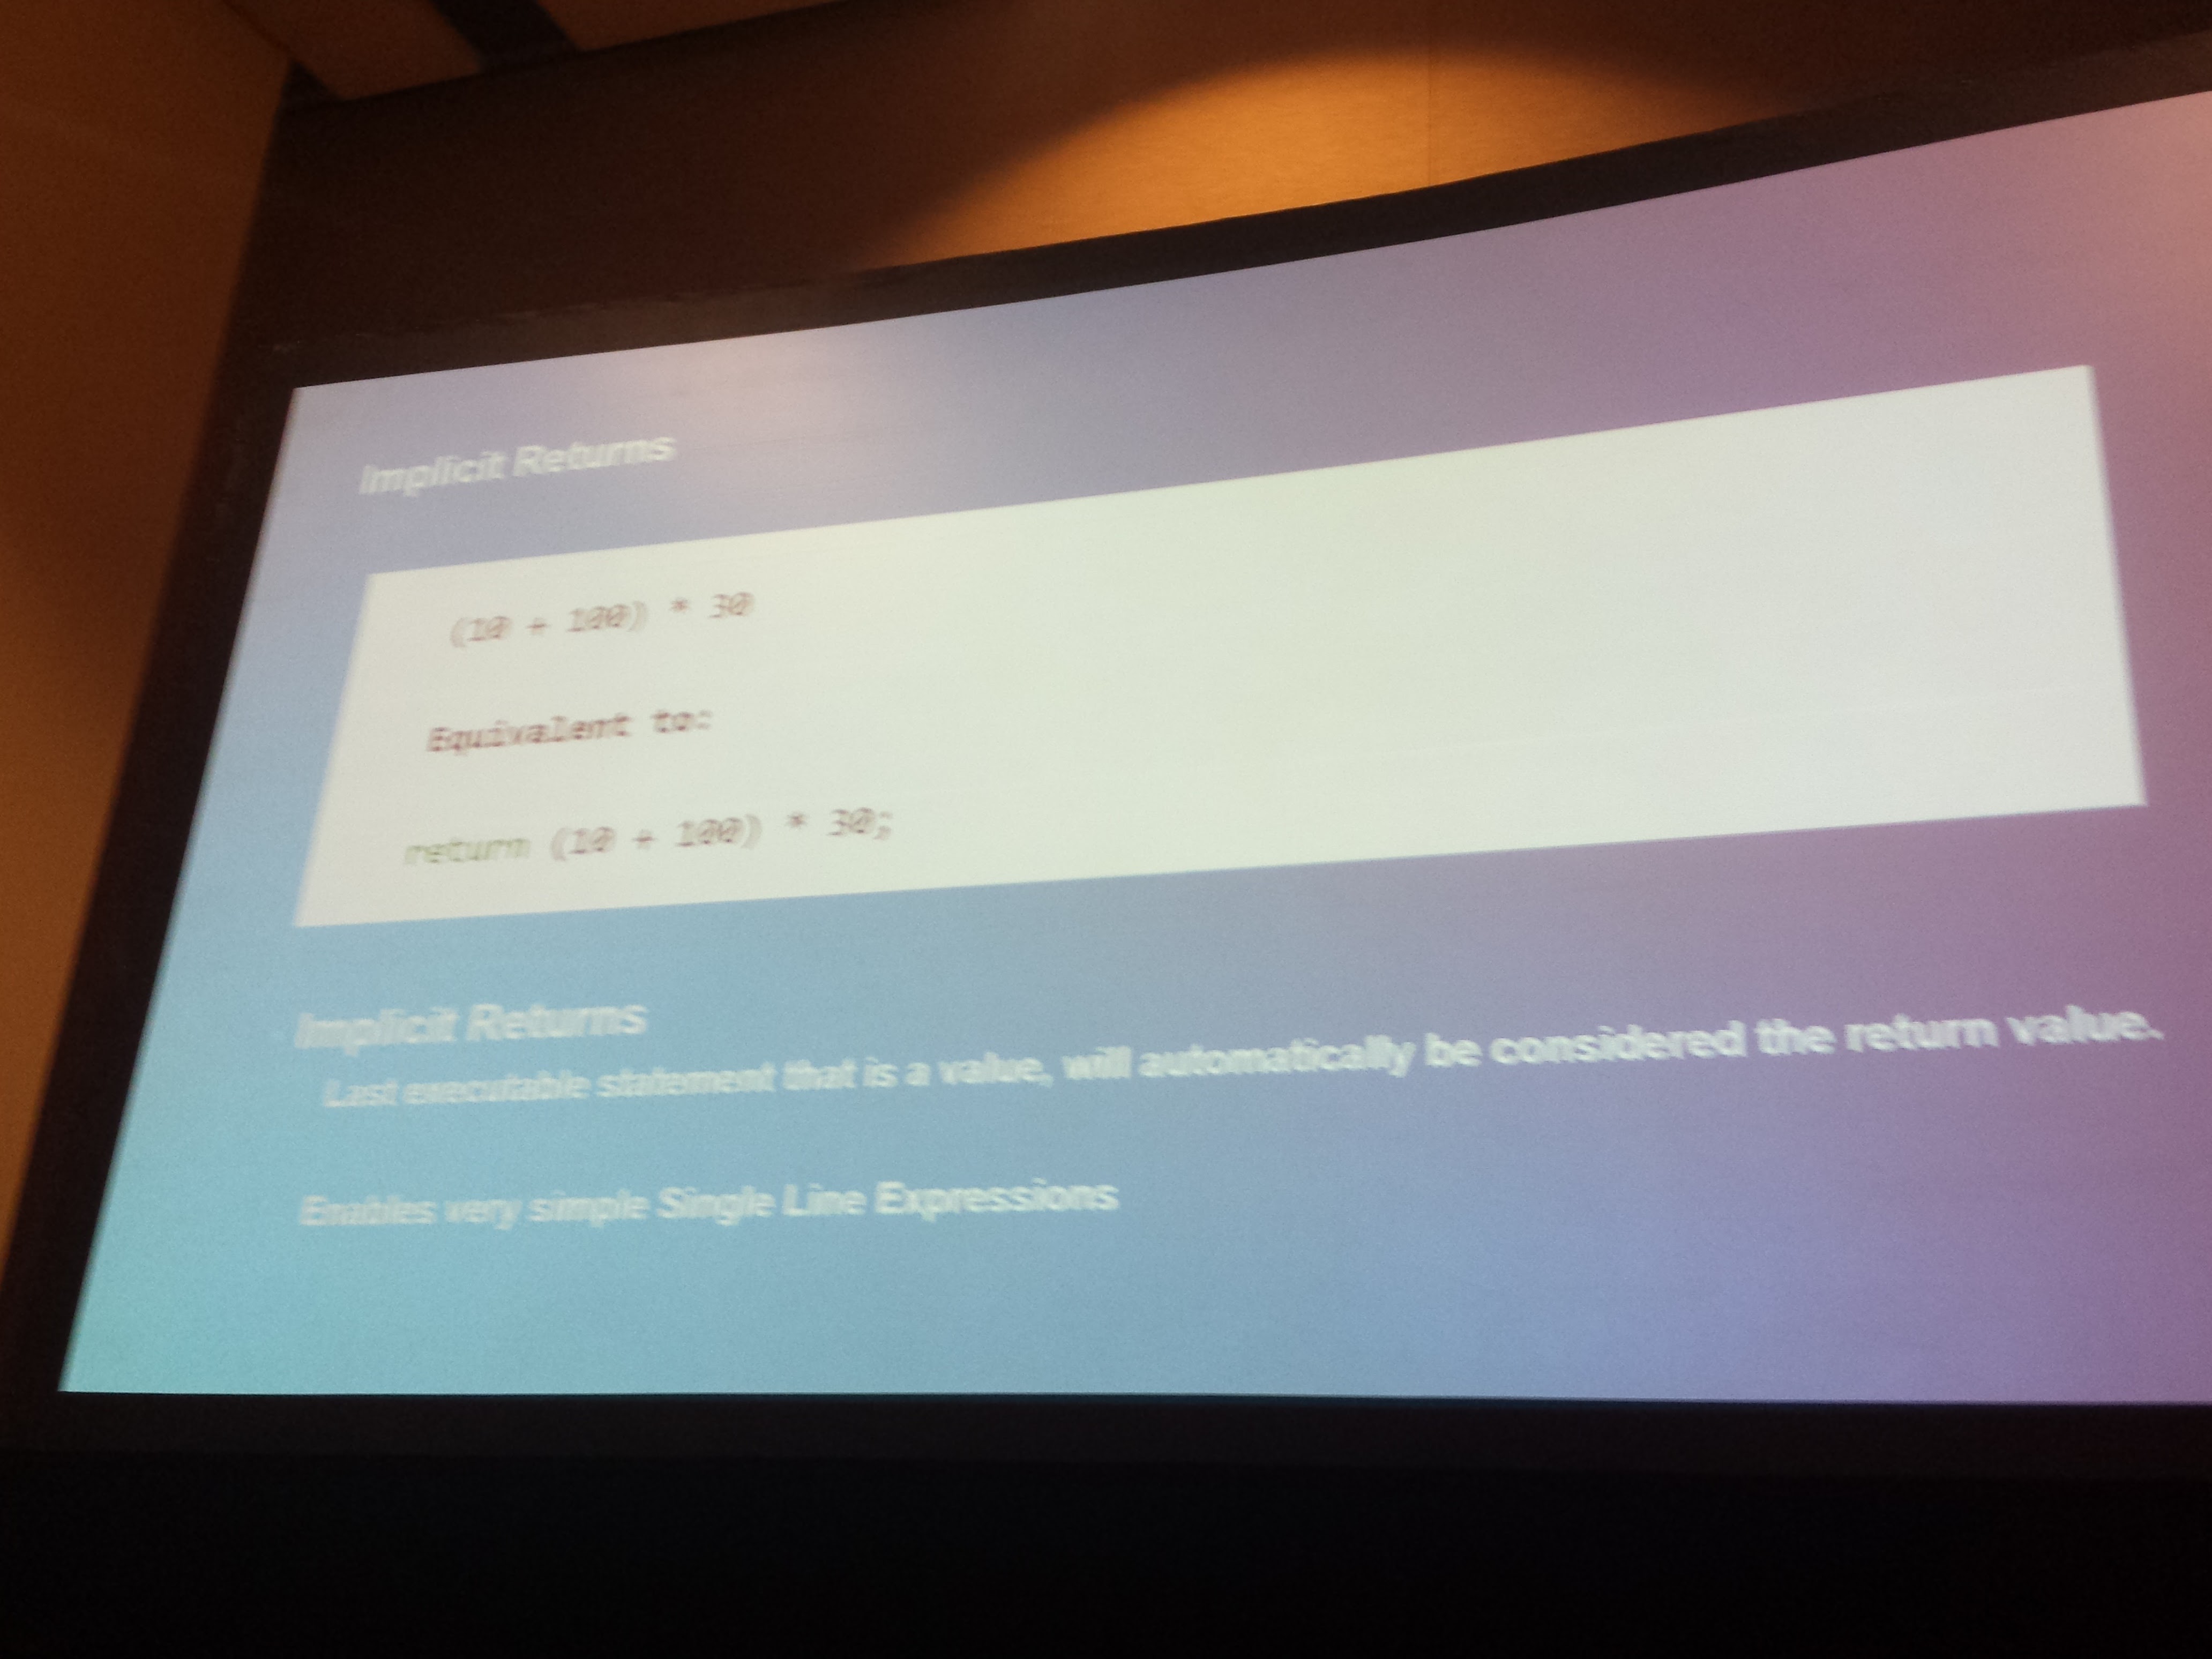 Implicit Returns
(10 + 100) * 30
Equivalent to:
return (10 + 100) * 30;
Implicit Returns
Last executable statement that is a value, will automatically be considered the return value.
Enables very simple Single Line Expressions